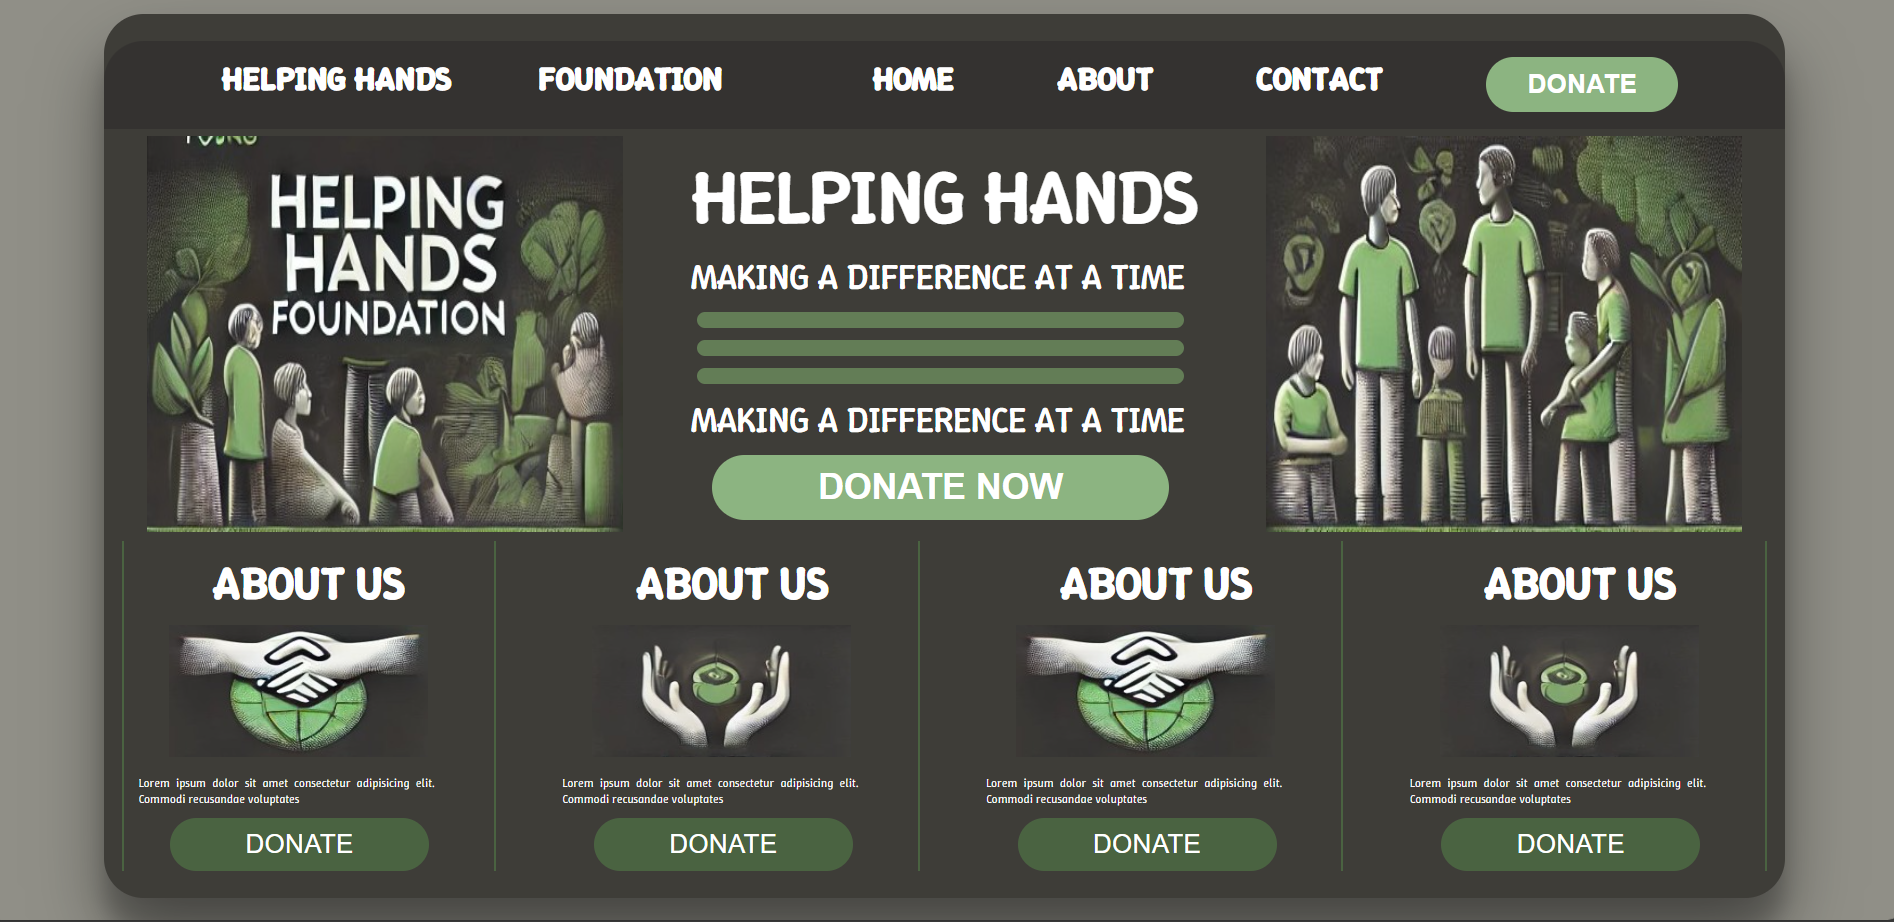 HELPING HANDS FOUNDATION HOME ABOUT CONTACT DONATE
HELPING
HANDS
FOUNDATION
HELPING HANDS
MAKING A DIFFERENCE AT A TIME
MAKING A DIFFERENCE AT A TIME
DONATE NOW
ABOUT US
Lorem ipsum dolor sit amet consectetur adipisicing elit.
Commodi recusandae voluptates
DONATE
ABOUT US
Lorem ipsum dolor sit amet consectetur adipisicing elit.
Commodi recusandae voluptates
DONATE
ABOUT US
Lorem ipsum dolor sit amet consectetur adipisicing elit.
Commodi recusandae voluptates
DONATE
ABOUT US
Lorem ipsum dolor sit amet consectetur adipisicing elit.
Commodi recusandae voluptates
DONATE